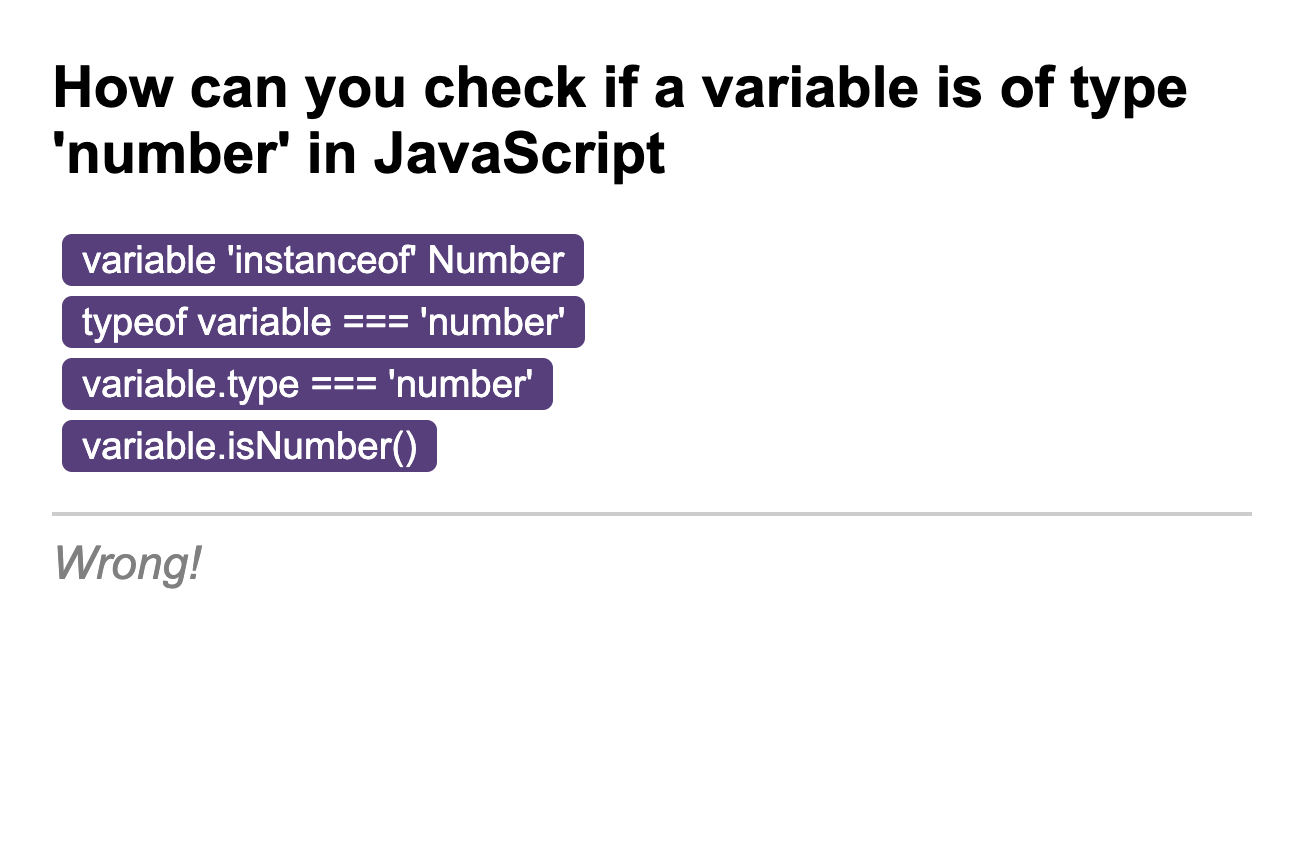 How can you check if a variable is of type
'number' in JavaScript
variable 'instanceof' Number
typeof variable === 'number'
variable.type === 'number'
variable.isNumber()
Wrong!